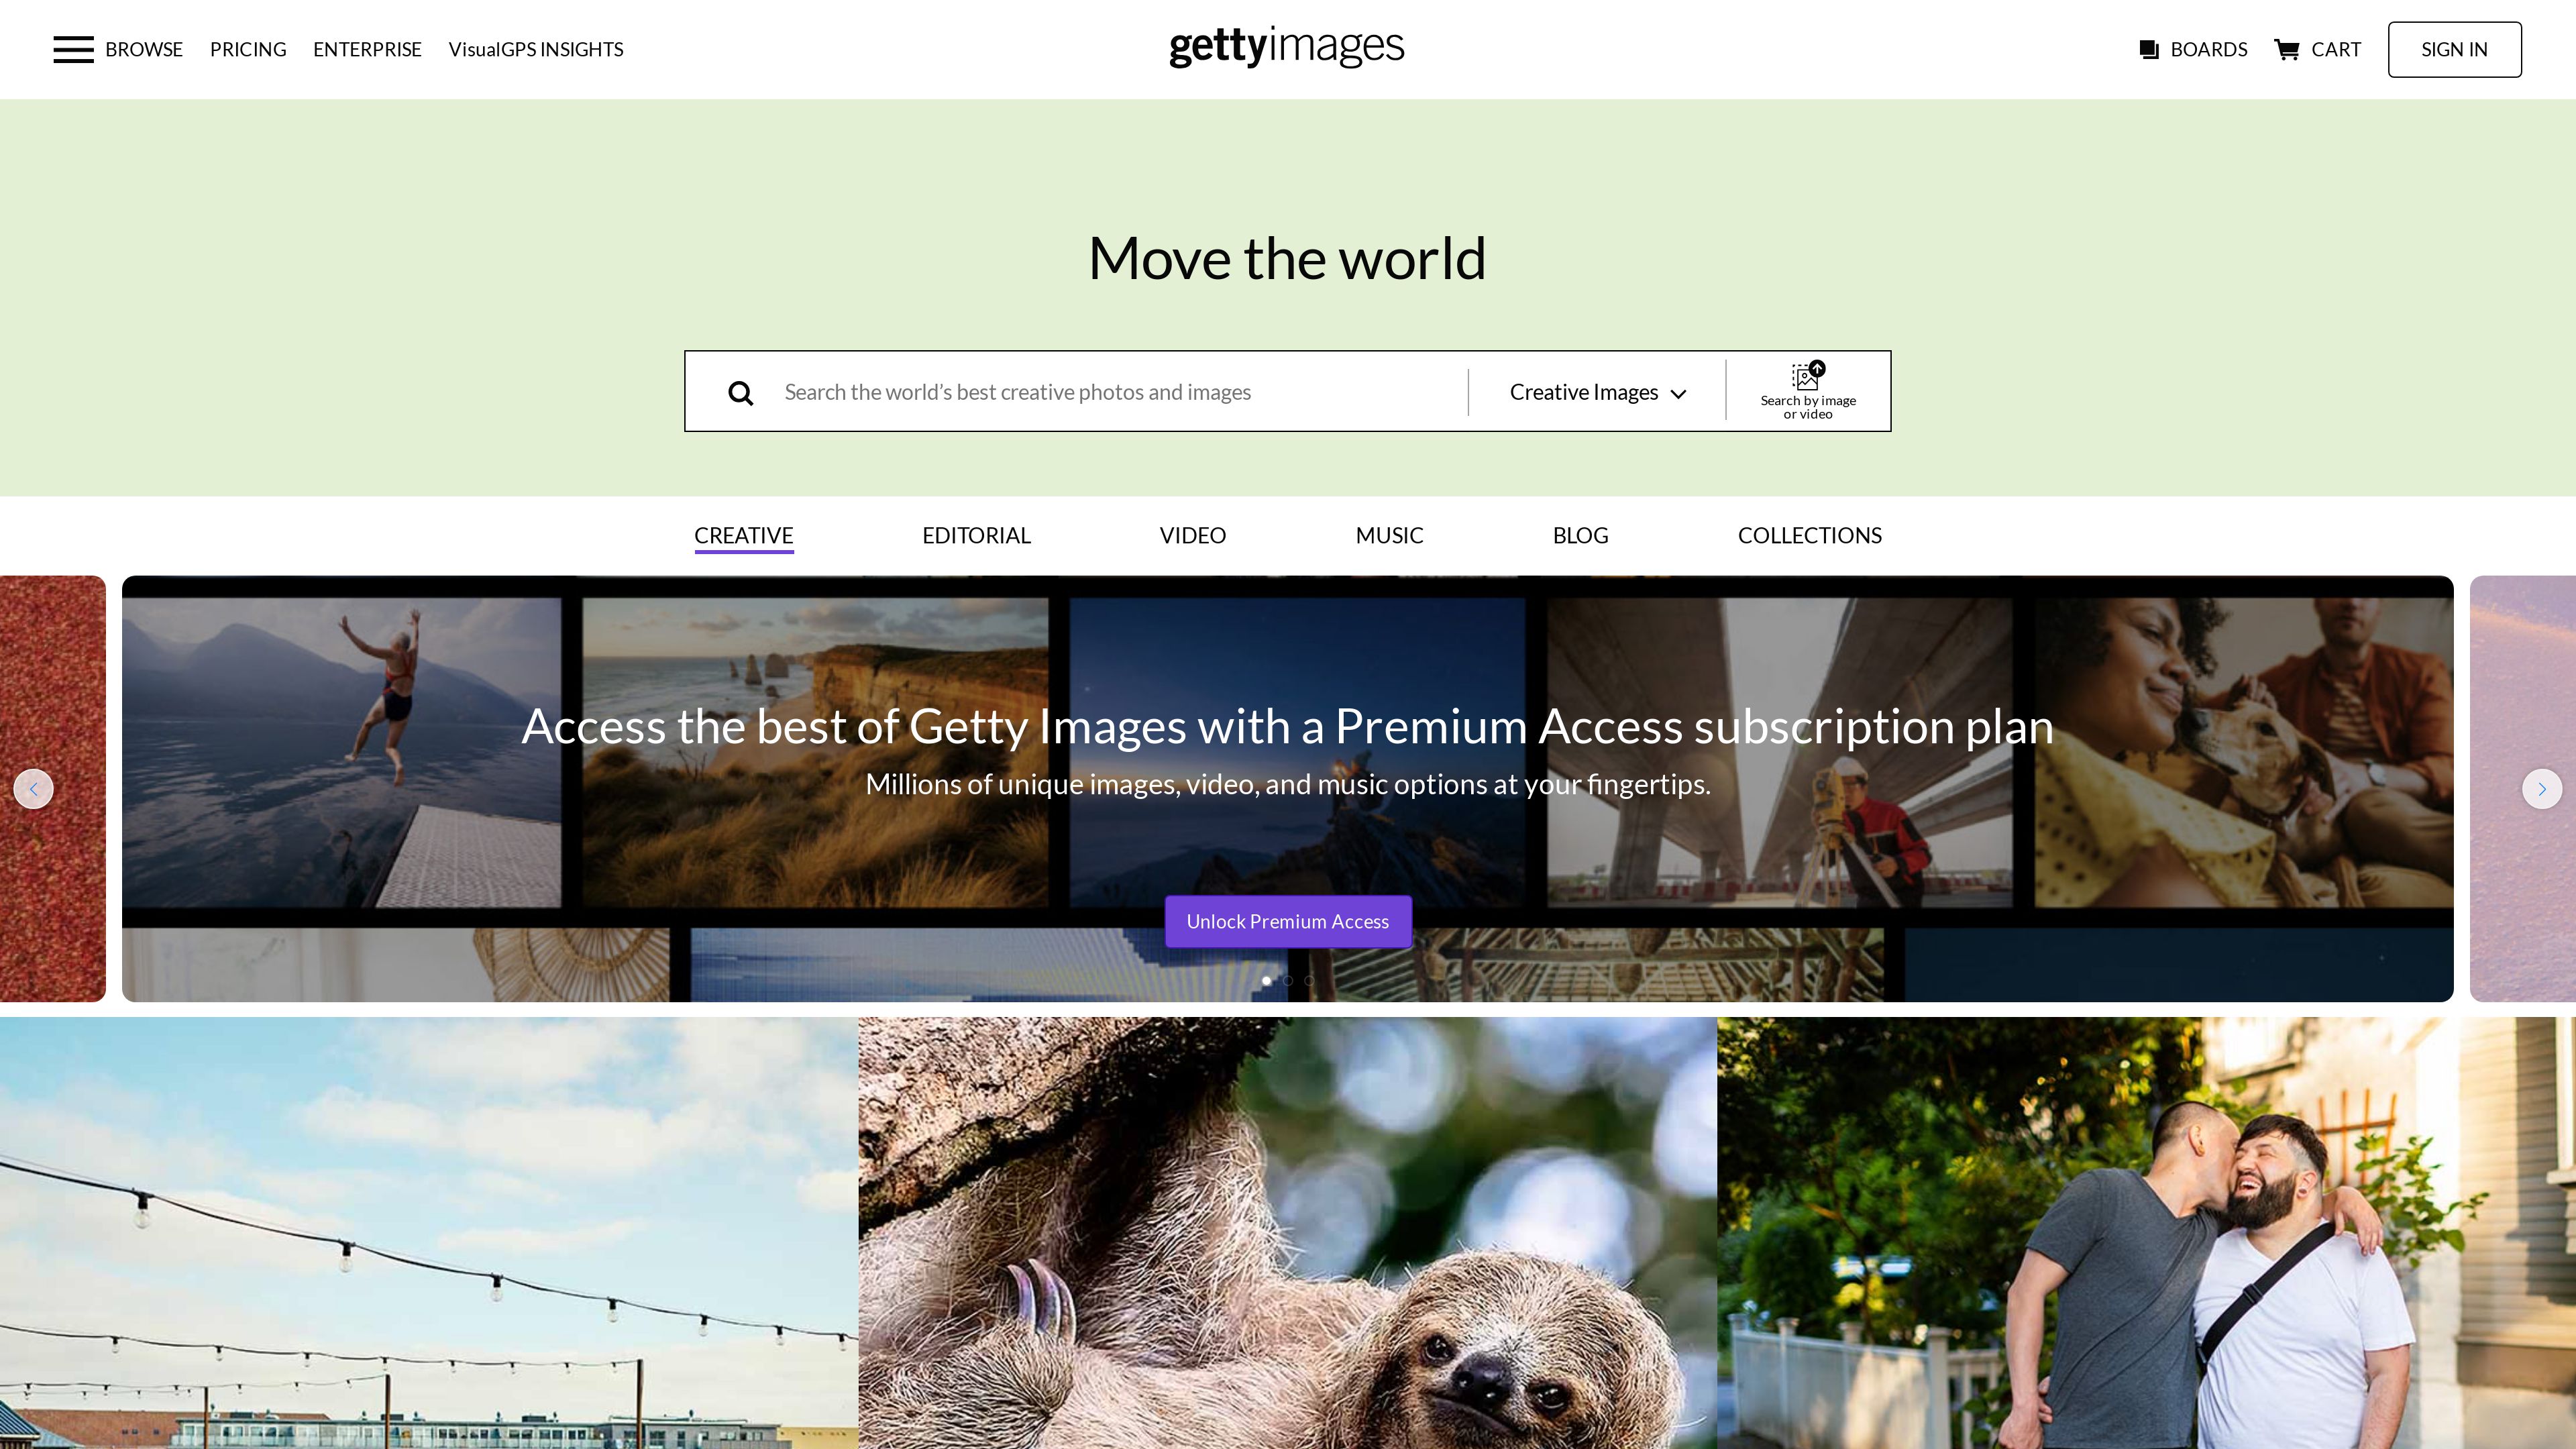 BROWSE PRICING ENTERPRISE VisualGPS INSIGHTS gettyimages BOARDS CART SIGN IN
Move the world
Search the world’s best creative photos and images Creative Images Search by image
or video
CREATIVE EDITORIAL VIDEO MUSIC BLOG COLLECTIONS
Access the best of Getty Images with a Premium Access subscription plan
Millions of unique images, video, and music options at your fingertips.
Unlock Premium Access